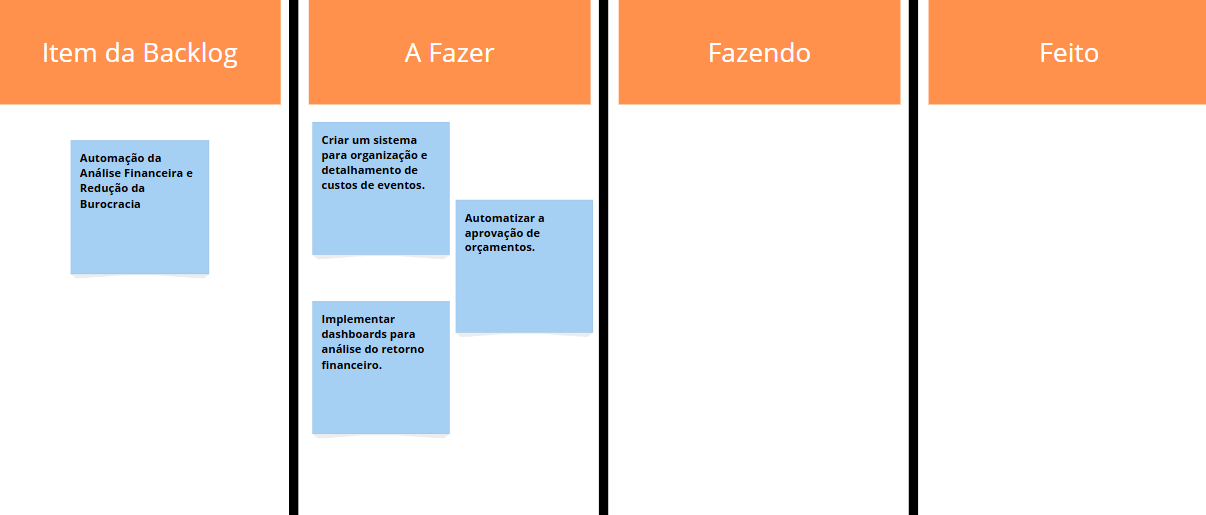 Item da Backlog
A Fazer
Fazendo
Feito
Automação da
Análise Financeira e
Redução da
Burocracia
Criar um sistema
para organização e
detalhamento de
custos de eventos.
Automatizar a
aprovação de
orçamentos.
Implementar
dashboards para
análise do retorno
financeiro.